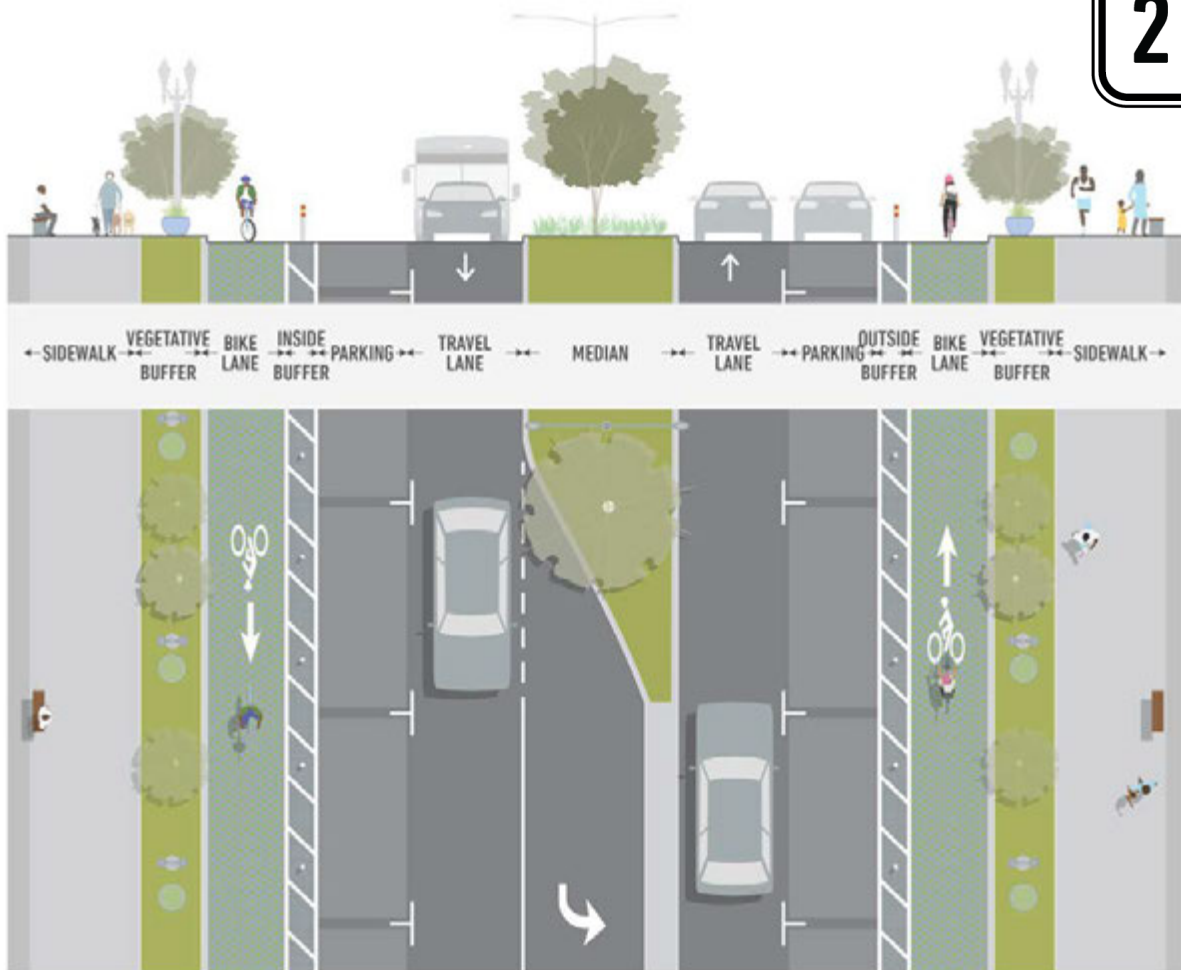 2
SIDEWALK
VEGETATIVE
BUFFER
BIKE
LANE
INSIDE
BUFFER
PARKING
TRAVEL
LANE
MEDIAN
TRAVEL
LANE
PARKING
OUTSIDE
BUFFER
BIKE
LANE
VEGETATIVE
BUFFER
SIDEWALK